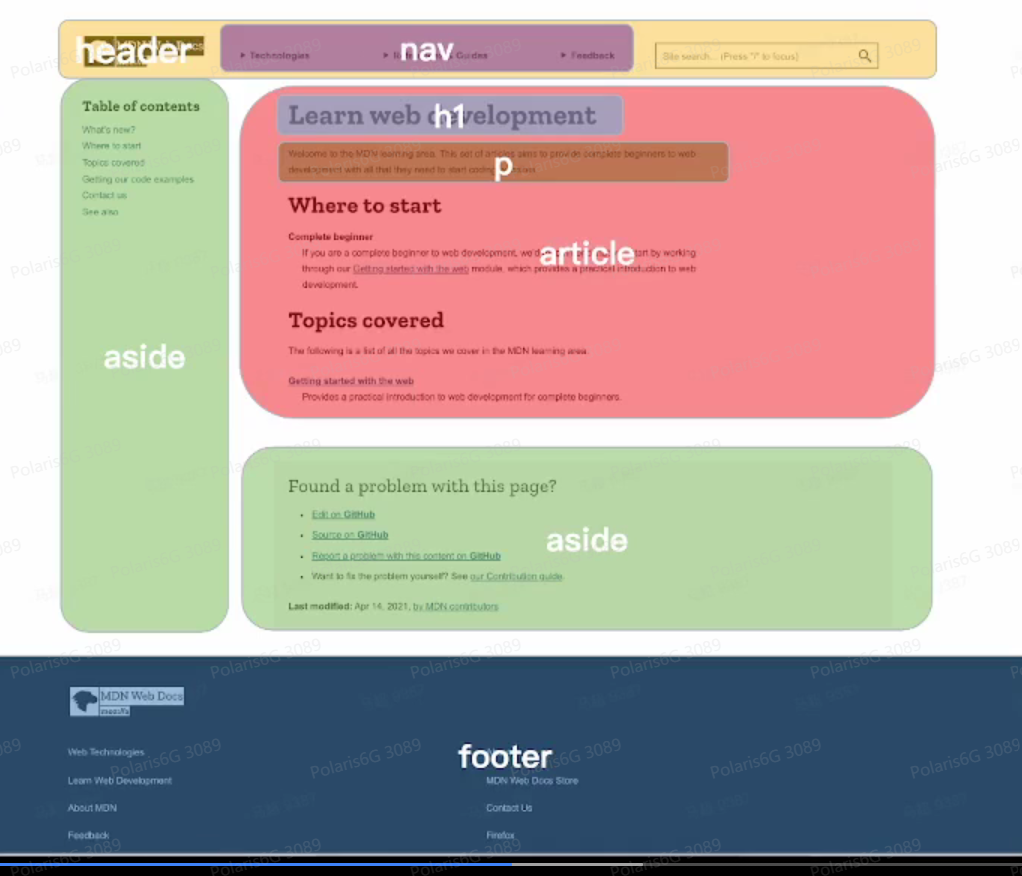 header
nav
Technologies
Guides
Feedback
Site search... (Press "/" to focus)
Table of contents
What's new?
Where to start
Topics covered
Getting our code examples
Contact us
See also
Learn web development
h1
Welcome to the MDN learning area. This set of articles aims to provide complete beginners to web
development with all that they need to start coding
p
Where to start
Complete beginner
If you are a complete beginner to web development, we'd start by working
through our Getting started with the web module, which provides a practical introduction to web
development.
article
Topics covered
The following is a list of all the topics we cover in the MDN learning area.
Getting started with the web
Provides a practical introduction to web development for complete beginners.
aside
Found a problem with this page?
Edit on GitHub
Source on GitHub
Report a problem with this content on GitHub
Want to fix the problem yourself? See our Contribution guide.
aside
Last modified: Apr 14, 2021, by MDN contributors
MDN Web Docs
moz://a
footer
Web Technologies
Learn Web Development
MDN Web Docs Store
About MDN
Contact Us
Feedback
Firefox
Polaris6G 3089